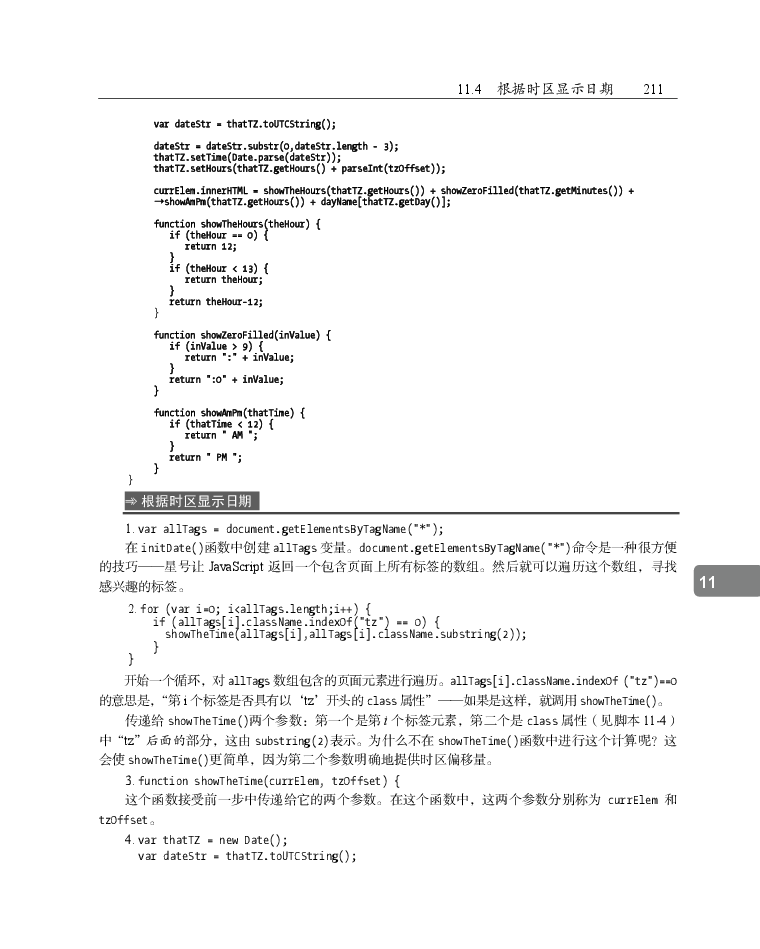 11.4 根据时区显示日期 211
var dateStr = thatTZ.toUTCString();
dateStr = dateStr.substr(0,dateStr.length - 3);
thatTZ.setTime(Date.parse(dateStr));
thatTZ.setHours(thatTZ.getHours() + parseInt(tzOffset));
currElem.innerHTML = showTheHours(thatTZ.getHours()) + showZeroFilled(thatTZ.getMinutes()) +
→showAmPm(thatTZ.getHours()) + dayName[thatTZ.getDay()];
function showTheHours(theHour) {
if (theHour == 0) {
return 12;
}
if (theHour < 13) {
return theHour;
}
return theHour-12;
}
function showZeroFilled(inValue) {
if (inValue > 9) {
return ":" + inValue;
}
return ":0" + inValue;
}
function showAmPm(thatTime) {
if (thatTime < 12) {
return " AM ";
}
return " PM ";
}
}
根据时区显示日期
1. var allTags = document.getElementsByTagName("*");
在 initDate()函数中创建 allTags 变量。document.getElementsByTagName("*")命令是一种很方便
的技巧——星号让 JavaScript 返回一个包含页面上所有标签的数组。然后就可以遍历这个数组，寻找
感兴趣的标签。
11
2. for (var i=0; i<allTags.length;i++) {
if (allTags[i].className.indexOf("tz") == 0) {
showTheTime(allTags[i],allTags[i].className.substring(2));
}
}
开始一个循环，对 allTags 数组包含的页面元素进行遍历。allTags[i].className.indexOf ("tz")==0
的意思是，“第 i 个标签是否具有以‘tz’开头的 class 属性”——如果是这样，就调用 showTheTime()。
传递给 showTheTime()两个参数：第一个是第 i 个标签元素，第二个是 class 属性（见脚本 11-4）
中“tz”后面的部分，这由 substring(2)表示。为什么不在 showTheTime()函数中进行这个计算呢？这
会使 showTheTime()更简单，因为第二个参数明确地提供时区偏移量。
3. function showTheTime(currElem, tzOffset) {
这个函数接受前一步中传递给它的两个参数。在这个函数中，这两个参数分别称为 currElem 和
tzOffset。
4. var thatTZ = new Date();
var dateStr = thatTZ.toUTCString();